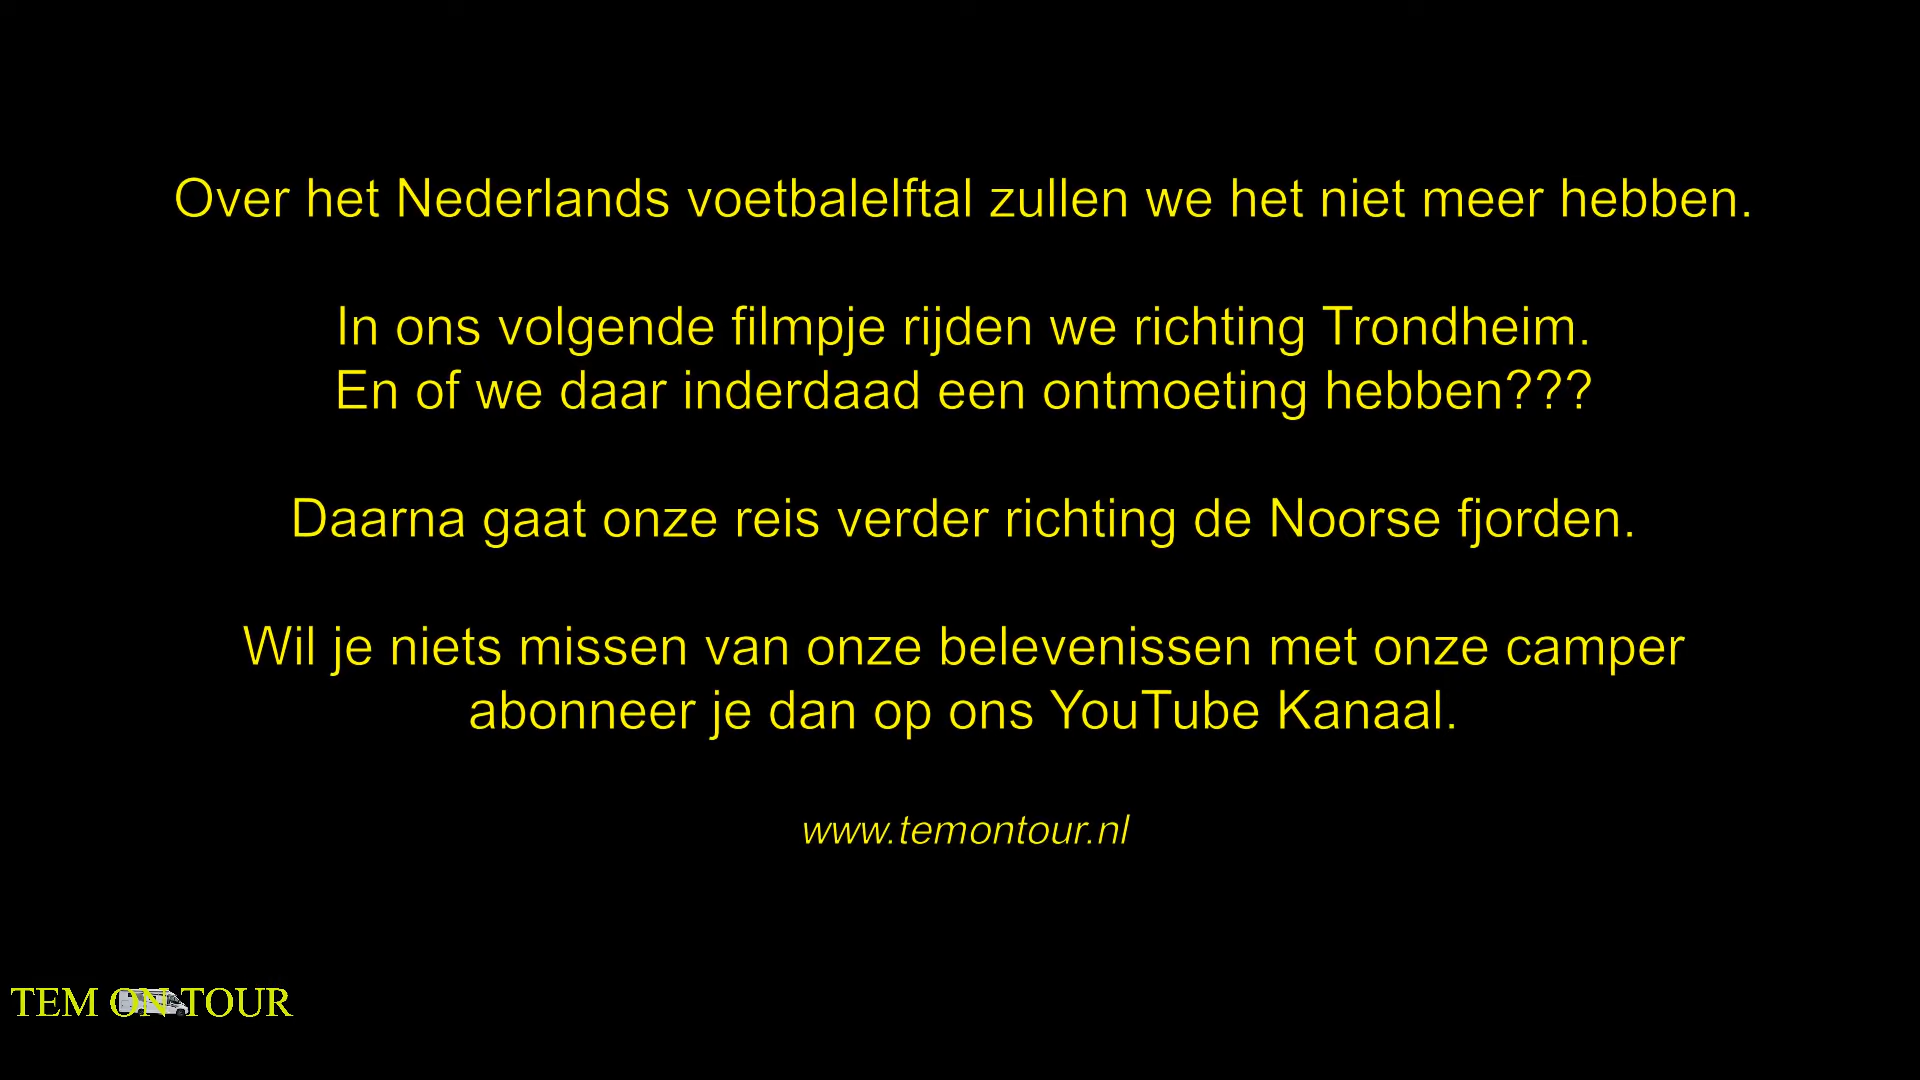 Over het Nederlands voetbalelftal zullen we het niet meer hebben.
In ons volgende filmpje rijden we richting Trondheim.
En of we daar inderdaad een ontmoeting hebben???
Daarna gaat onze reis verder richting de Noorse fjorden.
Wil je niets missen van onze belevenissen met onze camper
abonneer je dan op ons YouTube Kanaal.
www.temontour.nl
TEM ON TOUR